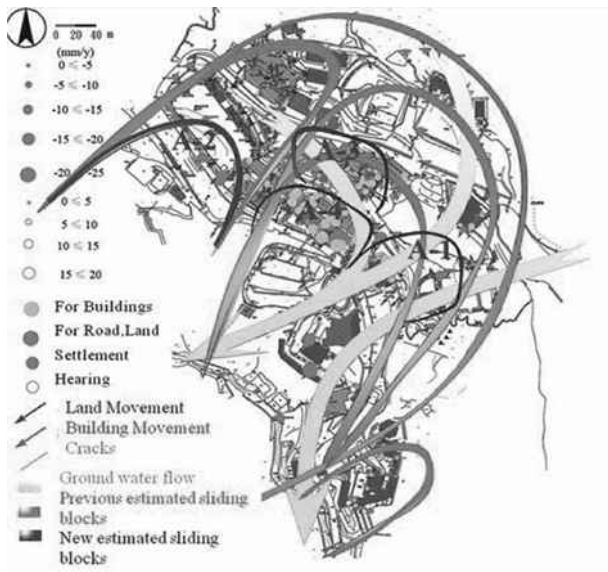 0 20 40 m
(mm/y)
0 ≤ -5
-5 ≤ -10
-10 ≤ -15
-15 ≤ -20
-20 -25
0 ≤ 5
5 ≤ 10
10 ≤ 15
15 ≤ 20
For Buildings
For Road,Land
Settlement
Hearing
Land Movement
Building Movement
Cracks
Ground water flow
Previous estimated sliding
blocks
New estimated sliding
blocks
A-2
A
A-1